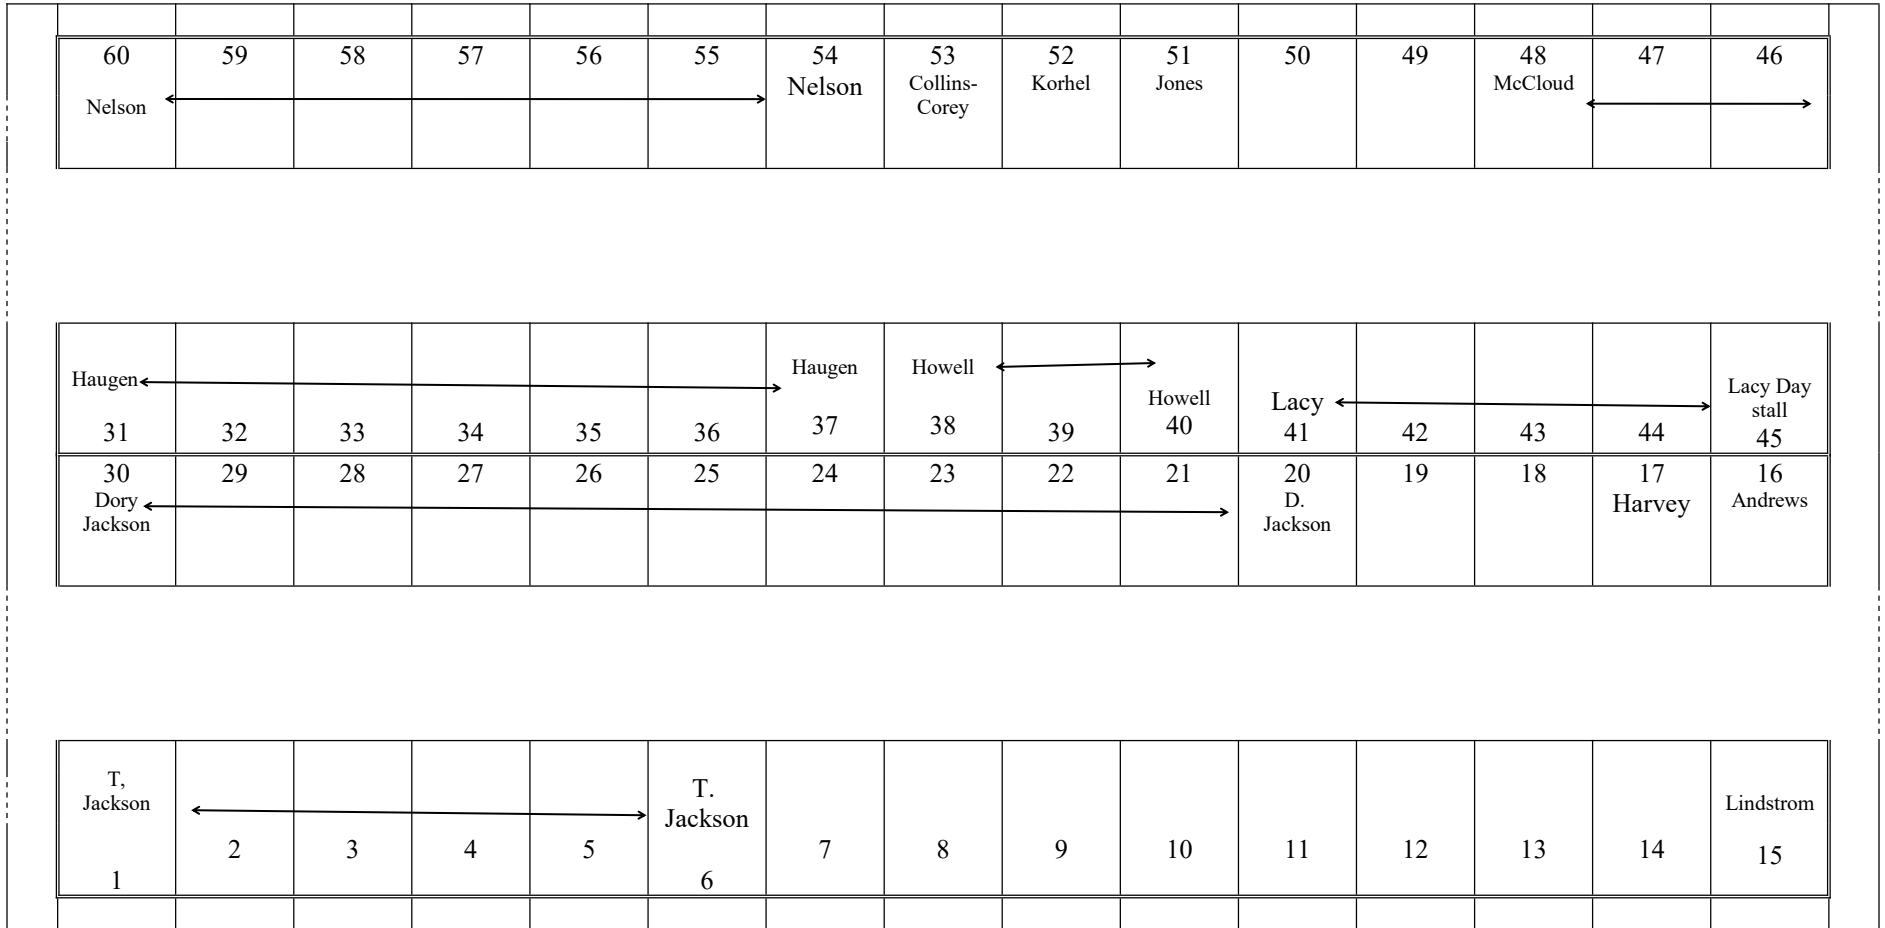 60 59 58 57 56 55 54 53 52 51 50 49 48 47 46
Nelson Collins- Korhel Jones McCloud
Nelson Corey
Haugen Haugen Howell
Howell Lacy Lacy Day
stall
31 32 33 34 35 36 37 38 39 40 41 42 43 44 45
30 29 28 27 26 25 24 23 22 21 20 19 18 17 16
Dory D. Harvey Andrews
Jackson Jackson
T, T.
Jackson Jackson Lindstrom
1 2 3 4 5 6 7 8 9 10 11 12 13 14 15